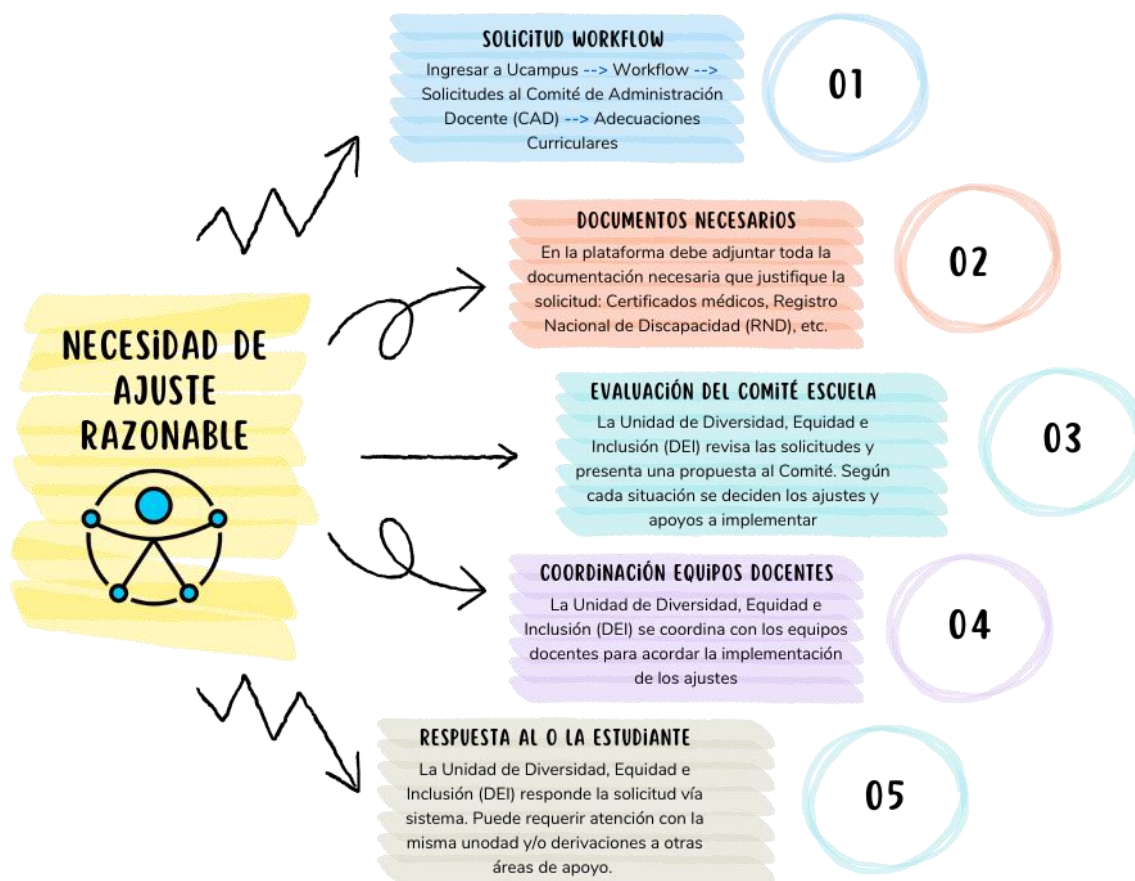 SOLICITUD WORKFLOW
Ingresar a Ucampus --> Workflow -->
Solicitudes al Comité de Administración
Docente (CAD) --> Adecuaciones
Curriculares
01
DOCUMENTOS NECESARIOS
En la plataforma debe adjuntar toda la
documentación necesaria que justifique la
solicitud: Certificados médicos, Registro
Nacional de Discapacidad (RND), etc.
02
NECESIDAD DE
AJUSTE
RAZONABLE
EVALUACIÓN DEL COMITÉ ESCUELA
La Unidad de Diversidad, Equidad e
Inclusión (DEI) revisa las solicitudes y
presenta una propuesta al Comité. Según
cada situación se deciden los ajustes y
apoyos a implementar
03
COORDINACIÓN EQUIPOS DOCENTES
La Unidad de Diversidad, Equidad e
Inclusión (DEI) se coordina con los equipos
docentes para acordar la implementación
de los ajustes
04
RESPUESTA AL O LA ESTUDIANTE
La Unidad de Diversidad, Equidad e
Inclusión (DEI) responde la solicitud vía
sistema. Puede requerir atención con la
misma unodad y/o derivaciones a otras
áreas de apoyo.
05